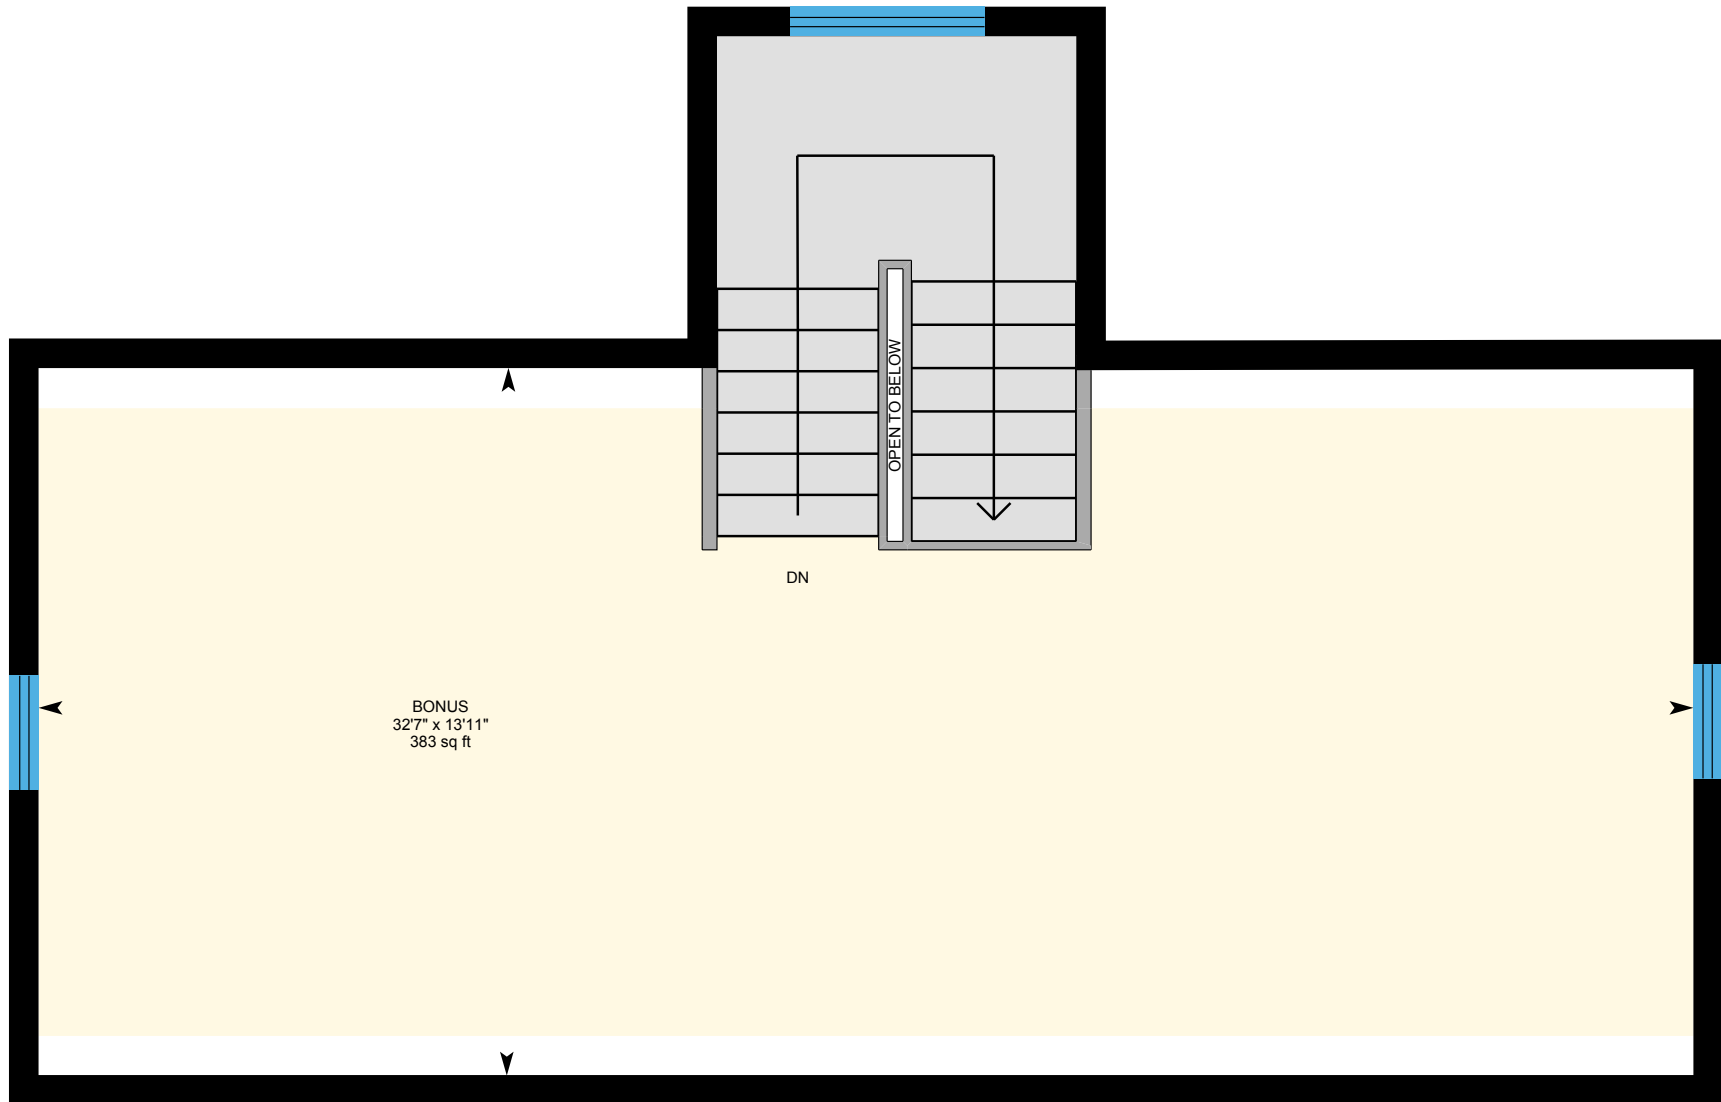 OPEN TO BELOW
DN
BONUS
32'7" x 13'11"
383 sq ft